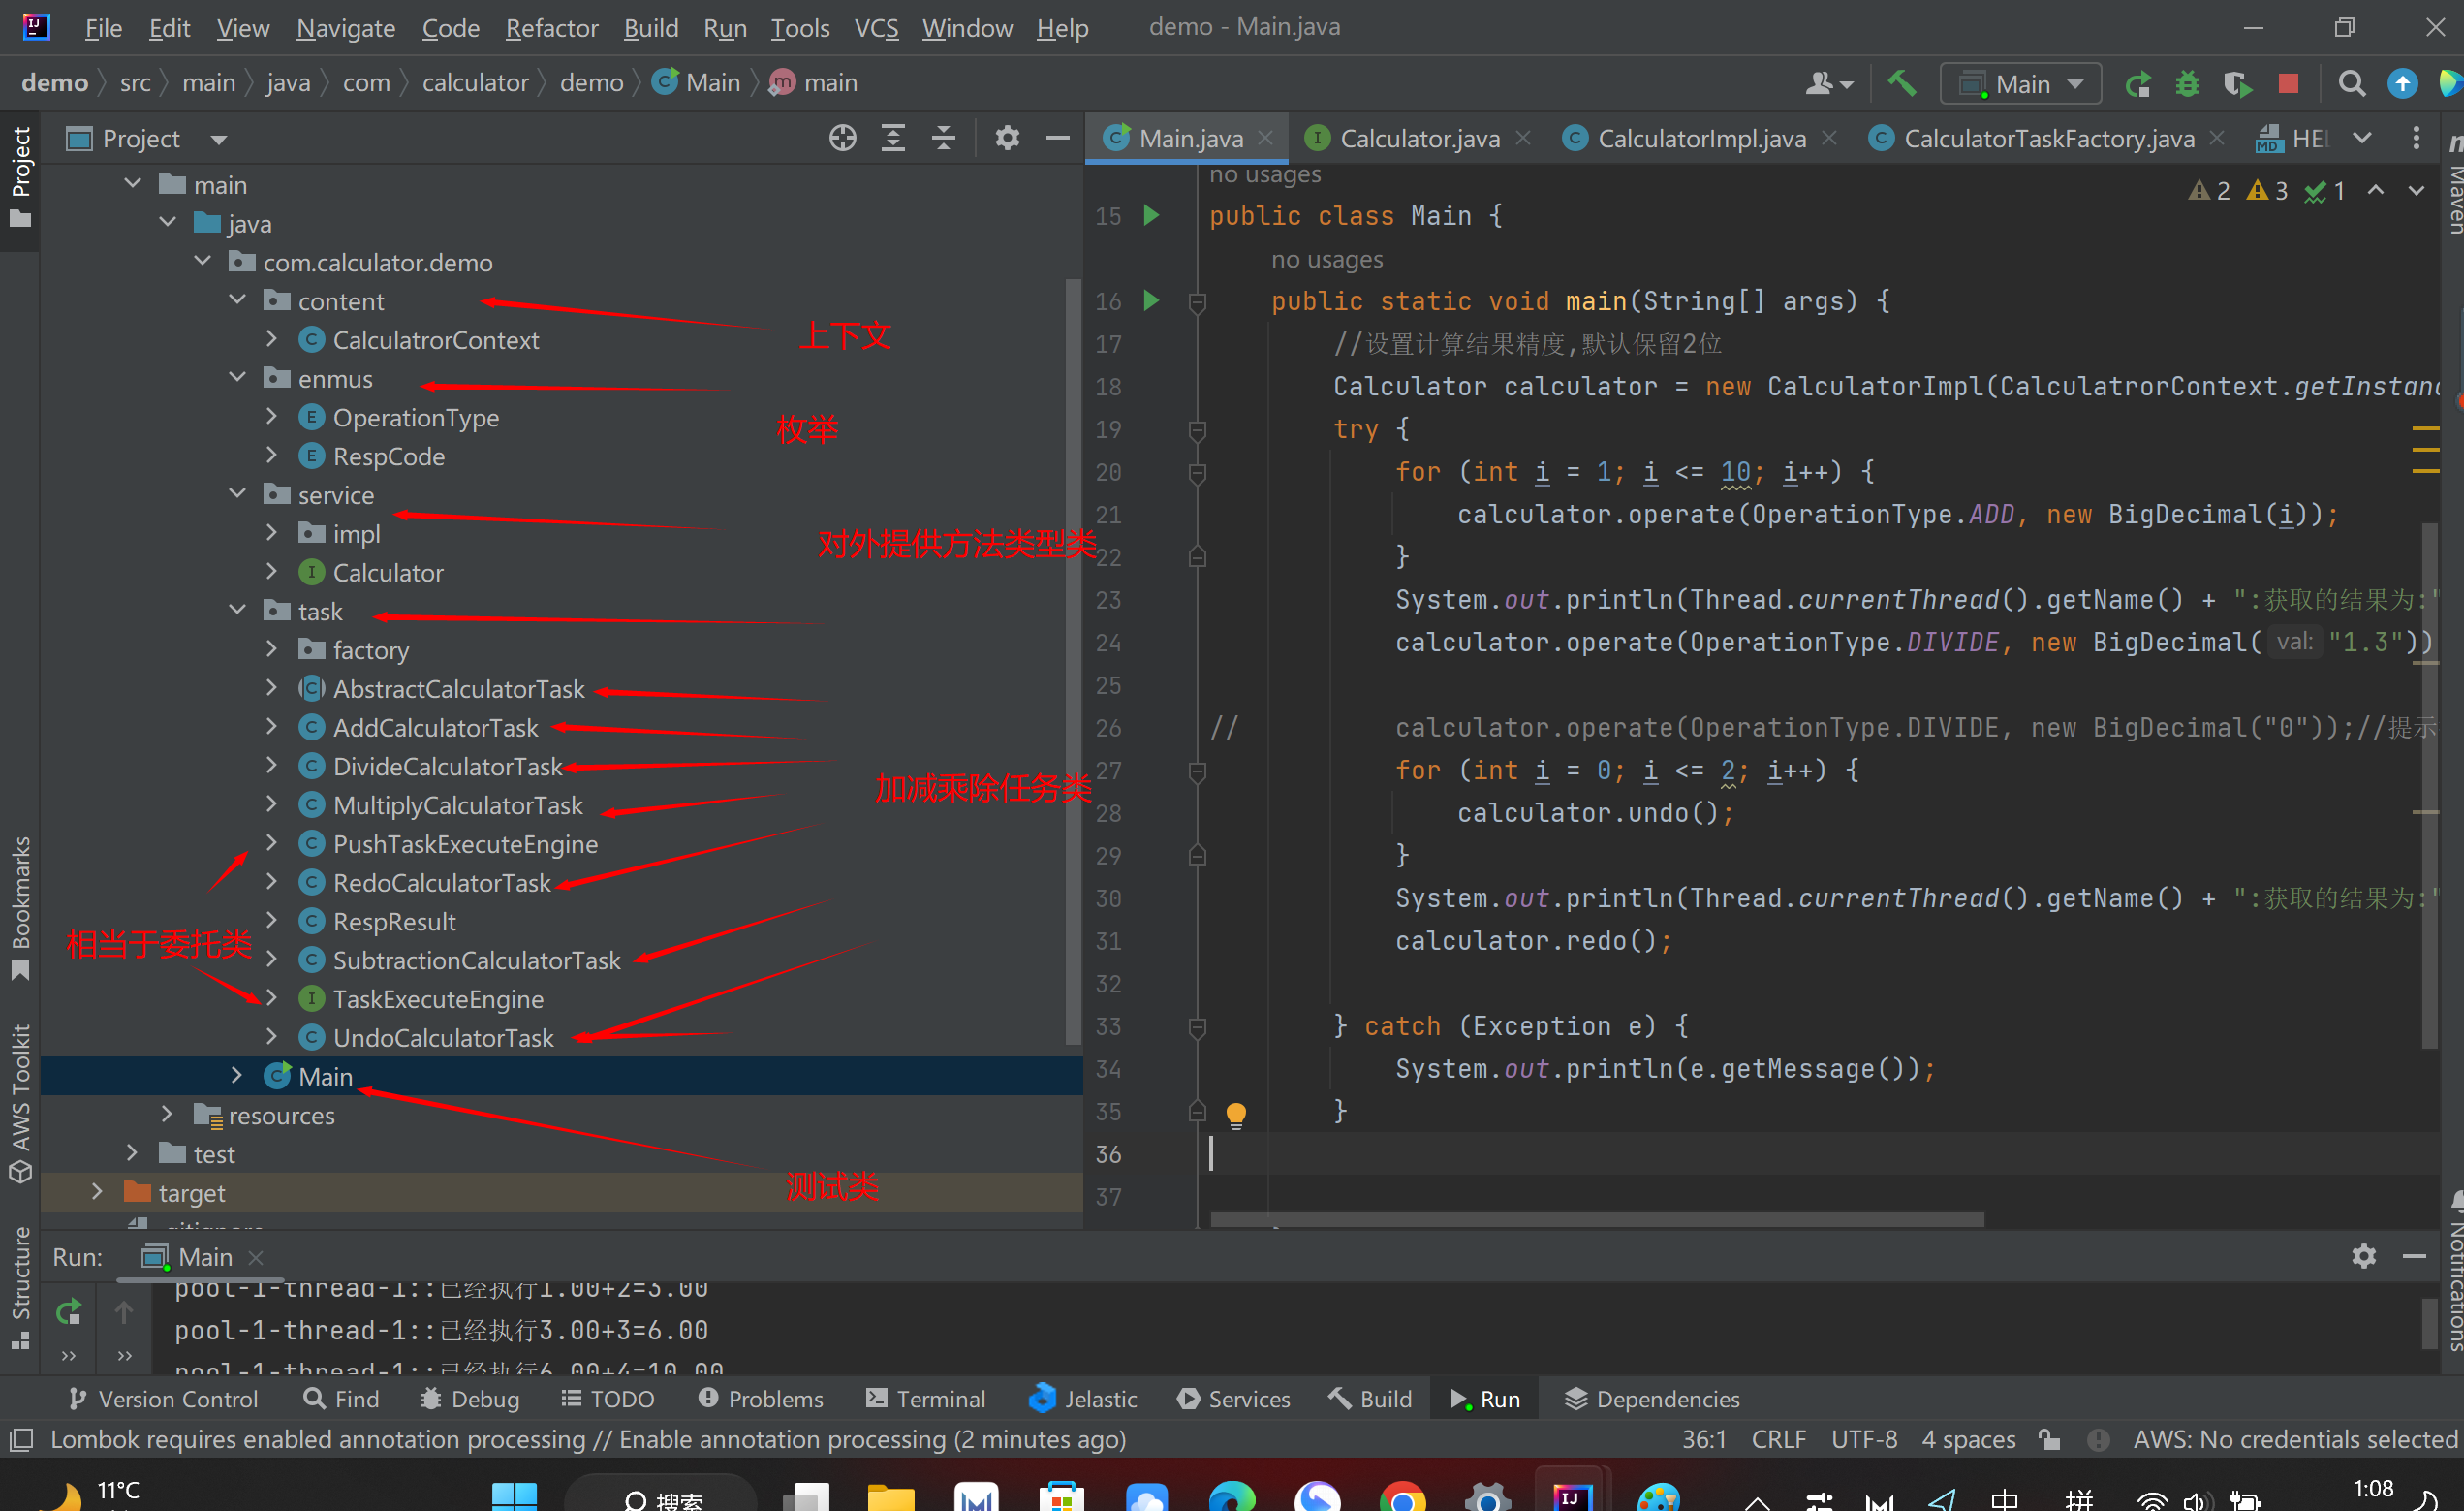 File Edit View Navigate Code Refactor Build Run Tools VCS Window Help demo - Main.java
demo src main java com calculator demo Main main
Main
Project
Main.java Calculator.java CalculatorImpl.java CalculatorTaskFactory.java
Project
main
java
com.calculator.demo
content
上下文
CalculatrorContext
enmus
枚举
OperationType
RespCode
service
对外提供方法类型类
impl
Calculator
task
factory
AbstractCalculatorTask
AddCalculatorTask
DivideCalculatorTask
加减乘除任务类
MultiplyCalculatorTask
PushTaskExecuteEngine
RedoCalculatorTask
RespResult
相当于委托类
SubtractionCalculatorTask
TaskExecuteEngine
UndoCalculatorTask
Main
测试类
resources
test
target
Bookmarks
AWS Toolkit
Structure
no usages
2 3 1
15 public class Main {
no usages
16 public static void main(String[] args) {
17 //设置计算结果精度,默认保留2位
18 Calculator calculator = new CalculatorImpl(CalculatrorContext.getInstan
19 try {
20 for (int i = 1; i <= 10; i++) {
21 calculator.operate(OperationType.ADD, new BigDecimal(i));
22 }
23 System.out.println(Thread.currentThread().getName() + ":获取的结果为:"
24 calculator.operate(OperationType.DIVIDE, new BigDecimal( val: "1.3"))
25
26 // calculator.operate(OperationType.DIVIDE, new BigDecimal("0"));//提示
27 for (int i = 0; i <= 2; i++) {
28 calculator.undo();
29 }
30 System.out.println(Thread.currentThread().getName() + ":获取的结果为:"
31 calculator.redo();
32
33 } catch (Exception e) {
34 System.out.println(e.getMessage());
35 }
36
37
Maven
Notifications
Run: Main
pool-1-thread-1::已经执行1.00+2=3.00
pool-1-thread-1::已经执行3.00+3=6.00
pool-1-thread-1::已经执行6.00+4=10.00
Version Control Find Debug TODO Problems Terminal Jelastic Services Build Run Dependencies
Lombok requires enabled annotation processing // Enable annotation processing (2 minutes ago) 36:1 CRLF UTF-8 4 spaces AWS: No credentials selected
11°C 搜索 中 拼 1:08